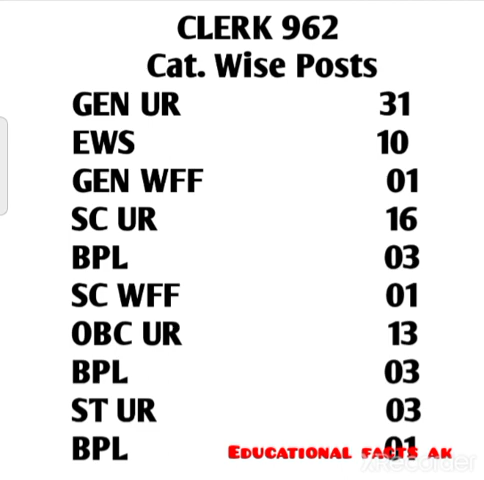 CLERK 962
Cat. Wise Posts
GEN UR 31
EWS 10
GEN WFF 01
SC UR 16
BPL 03
SC WFF 01
OBC UR 13
BPL 03
ST UR 03
BPL 01
EDUCATIONAL FACTS AK